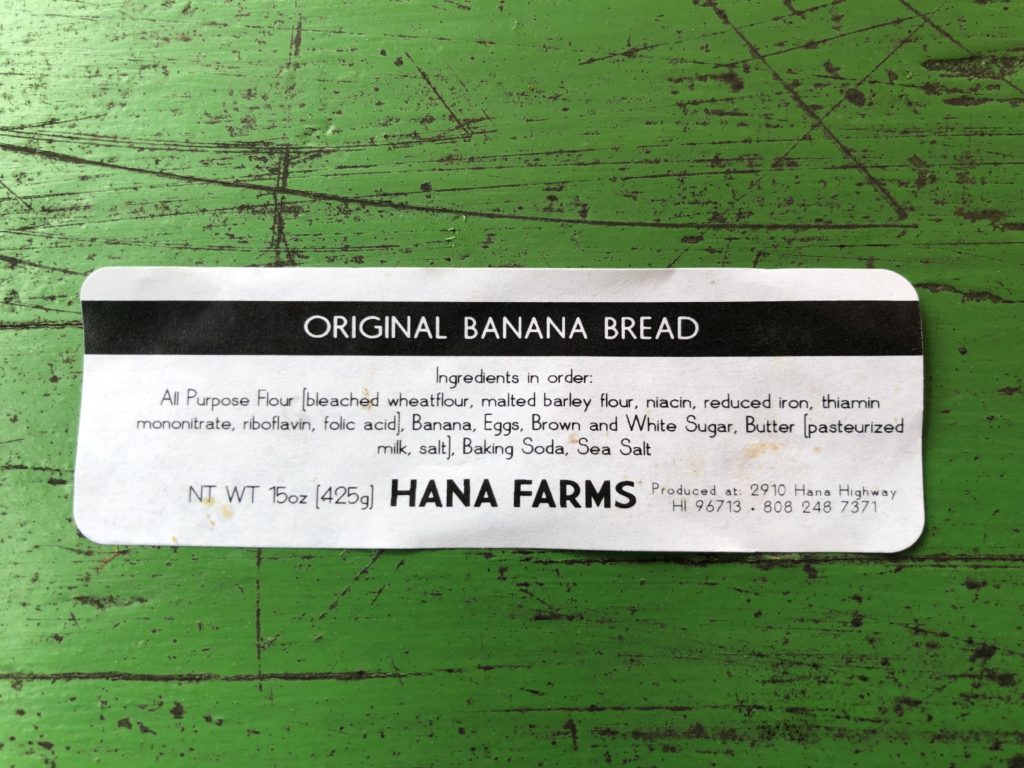 ORIGINAL BANANA BREAD
Ingredients in order:
All Purpose Flour [bleached wheatflour, malted barley flour, niacin, reduced iron, thiamin
mononitrate, riboflavin, folic acid], Banana, Eggs, Brown and White Sugar, Butter [pasteurized
milk, salt], Baking Soda, Sea Salt
NT WT 15oz [425g] HANA FARMS Produced at: 2910 Hana Highway
HI 96713 • 808 248 7371